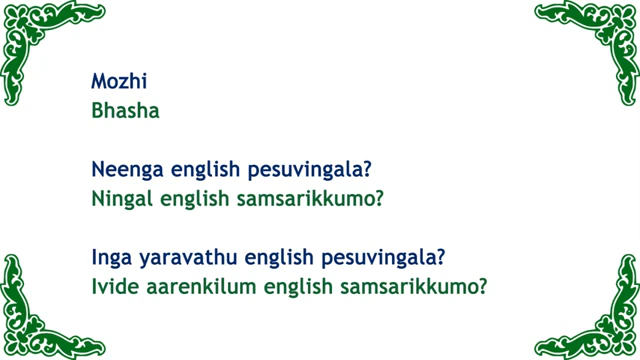 Mozhi
Bhasha
Neenga english pesuvingala?
Ningal english samsarikkumo?
Inga yaravathu english pesuvingala?
Ivide aarenkilum english samsarikkumo?